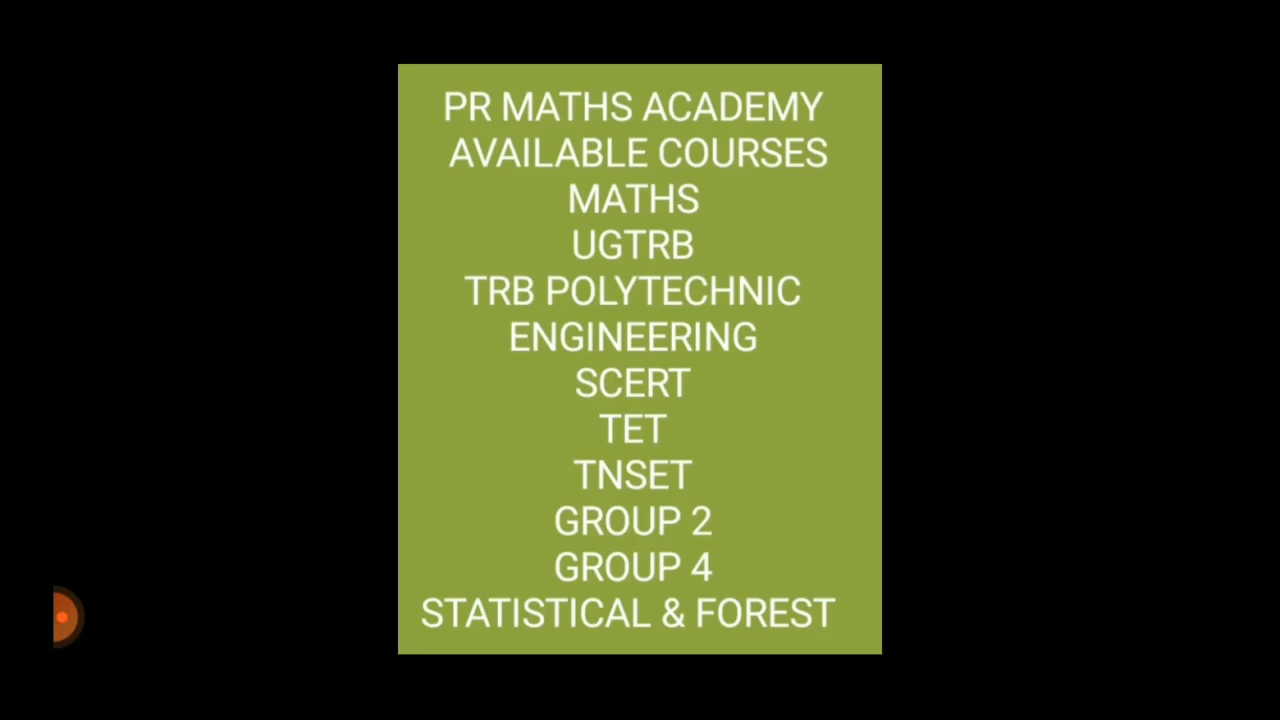 PR MATHS ACADEMY
AVAILABLE COURSES
MATHS
UGTRB
TRB POLYTECHNIC
ENGINEERING
SCERT
TET
TNSET
GROUP 2
GROUP 4
STATISTICAL & FOREST